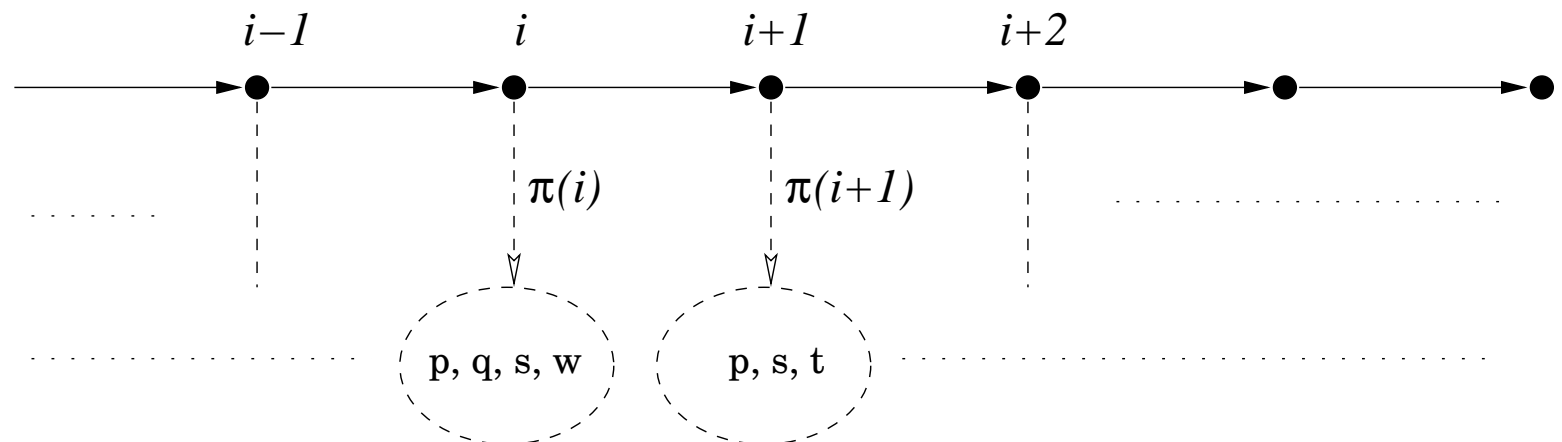 i−1 i i+1 i+2
π(i) π(i+1)
p, q, s, w p, s, t